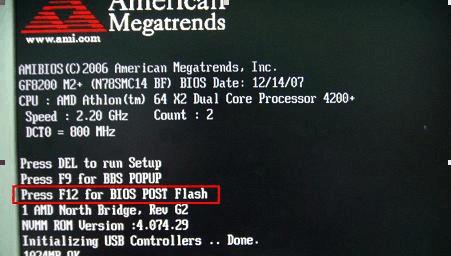 American
Megatrends
www.ami.com
AMIBIOS(C)2006 American Megatrends, Inc.
GF8200 M2+ (N78SMC14 BF) BIOS Date: 12/14/07
CPU : AMD Athlon(tm) 64 X2 Dual Core Processor 4200+
Speed : 2.20 GHz Count : 2
DCT0 = 800 MHz
Press DEL to run Setup
Press F9 for BBS POPUP
Press F12 for BIOS POST Flash
1 AMD North Bridge, Rev G2
NVMM ROM Version :4.074.29
Initializing USB Controllers .. Done.
1024MB OK